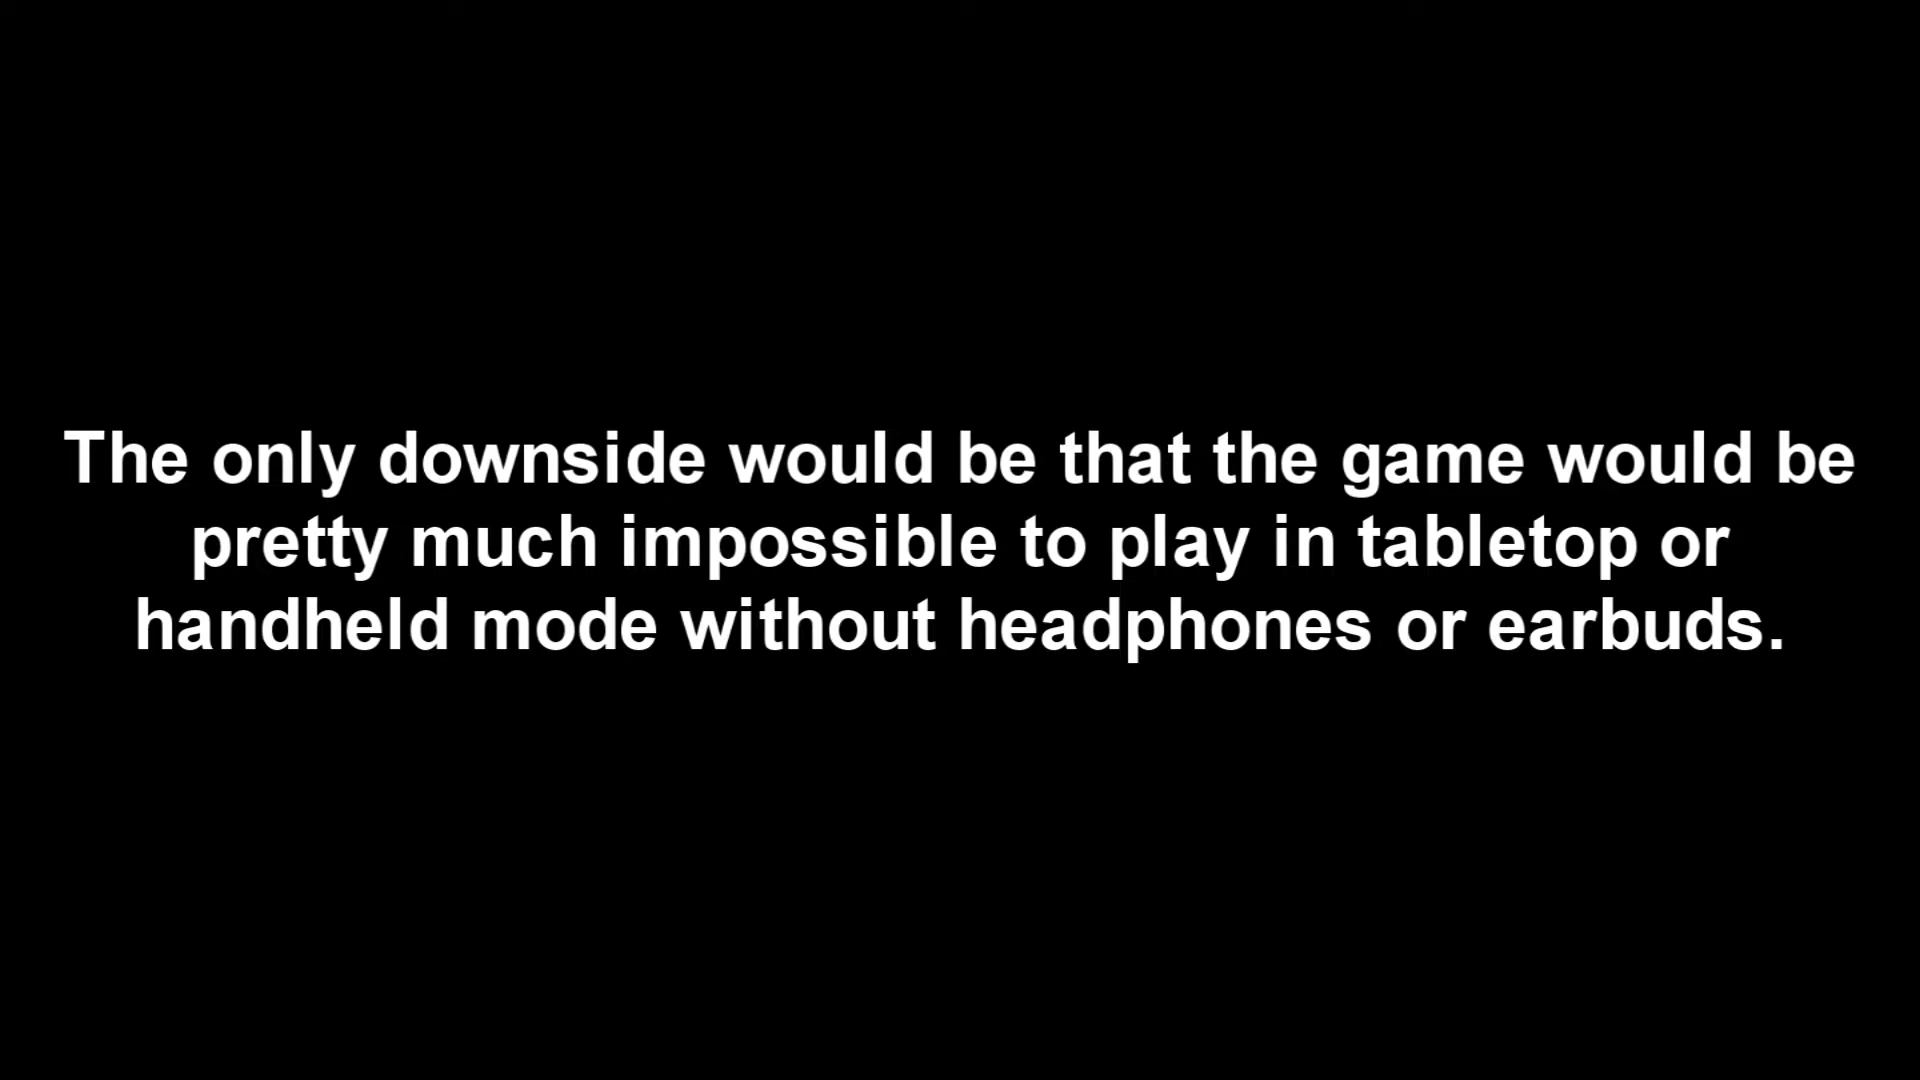 The only downside would be that the game would be
pretty much impossible to play in tabletop or
handheld mode without headphones or earbuds.